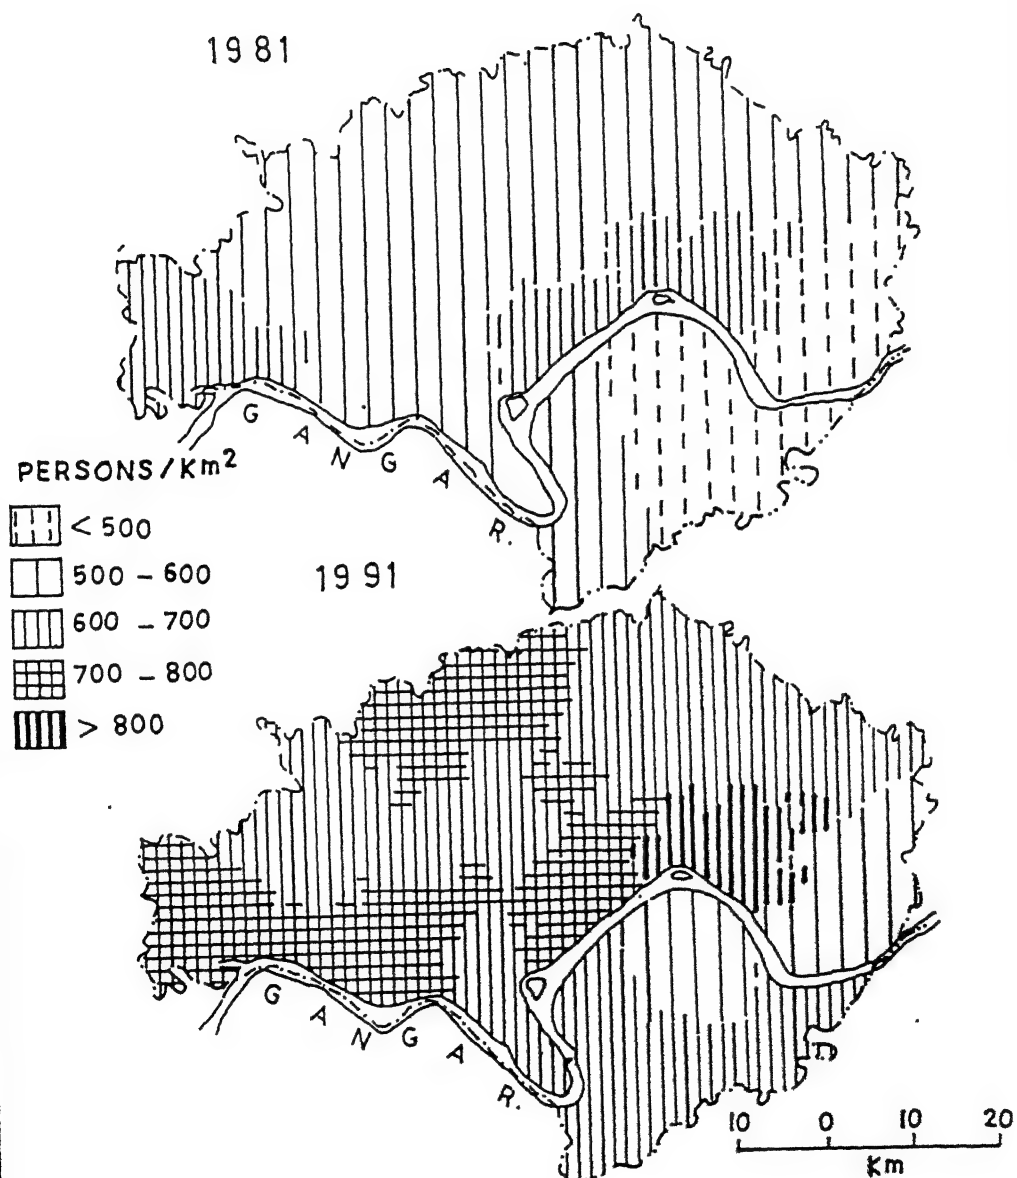 1981
G A N G A R.
PERSONS/Km²
< 500
500 – 600
600 – 700
700 – 800
> 800
1991
G A N G A R.
10 0 10 20
Km